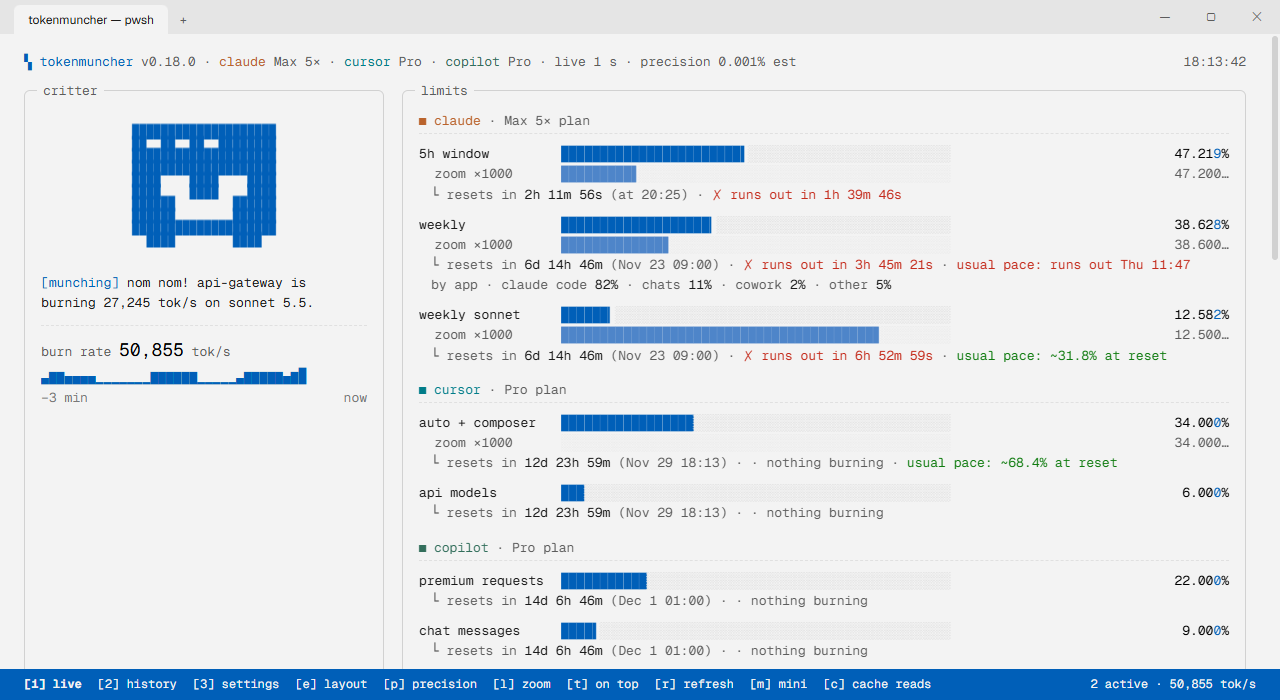 tokenmuncher — pwsh +
tokenmuncher v0.18.0 · claude Max 5× · cursor Pro · copilot Pro · live 1 s · precision 0.001% est 18:13:42
critter
[munching] nom nom! api-gateway is
burning 27,245 tok/s on sonnet 5.5.
burn rate 50,855 tok/s
−3 min now
limits
■ claude · Max 5× plan
5h window 47.219%
zoom ×1000 47.200…
└ resets in 2h 11m 56s (at 20:25) · ✗ runs out in 1h 39m 46s
weekly 38.628%
zoom ×1000 38.600…
└ resets in 6d 14h 46m (Nov 23 09:00) · ✗ runs out in 3h 45m 21s · usual pace: runs out Thu 11:47
by app · claude code 82% · chats 11% · cowork 2% · other 5%
weekly sonnet 12.582%
zoom ×1000 12.500…
└ resets in 6d 14h 46m (Nov 23 09:00) · ✗ runs out in 6h 52m 59s · usual pace: ~31.8% at reset
■ cursor · Pro plan
auto + composer 34.000%
zoom ×1000 34.000…
└ resets in 12d 23h 59m (Nov 29 18:13) · · nothing burning · usual pace: ~68.4% at reset
api models 6.000%
└ resets in 12d 23h 59m (Nov 29 18:13) · · nothing burning
■ copilot · Pro plan
premium requests 22.000%
└ resets in 14d 6h 46m (Dec 1 01:00) · · nothing burning
chat messages 9.000%
└ resets in 14d 6h 46m (Dec 1 01:00) · · nothing burning
[1] live [2] history [3] settings [e] layout [p] precision [l] zoom [t] on top [r] refresh [m] mini [c] cache reads 2 active · 50,855 tok/s